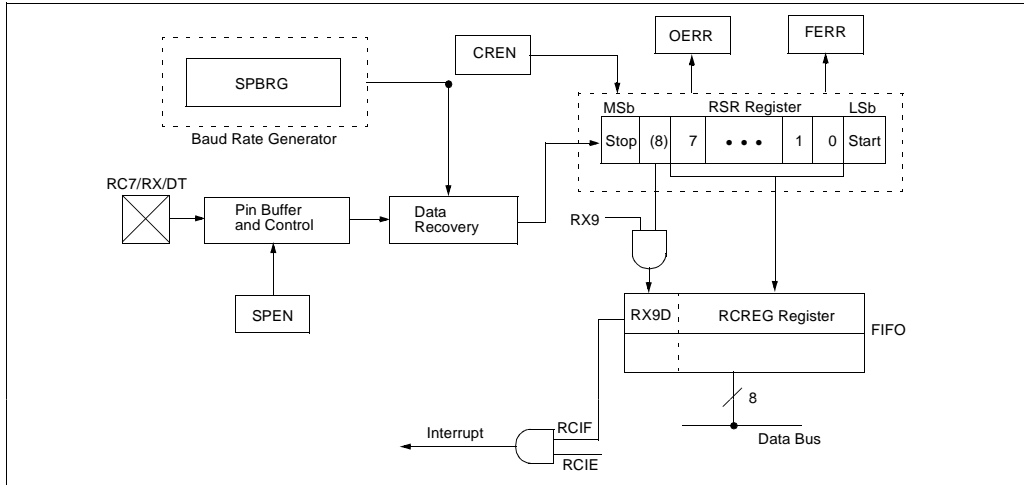 OERR
FERR
CREN
SPBRG
Baud Rate Generator
MSb
RSR Register
LSb
Stop (8) 7 • • • 1 0 Start
RC7/RX/DT
Pin Buffer
and Control
Data
Recovery
RX9
SPEN
RX9D
RCREG Register
FIFO
8
Data Bus
Interrupt
RCIF
RCIE